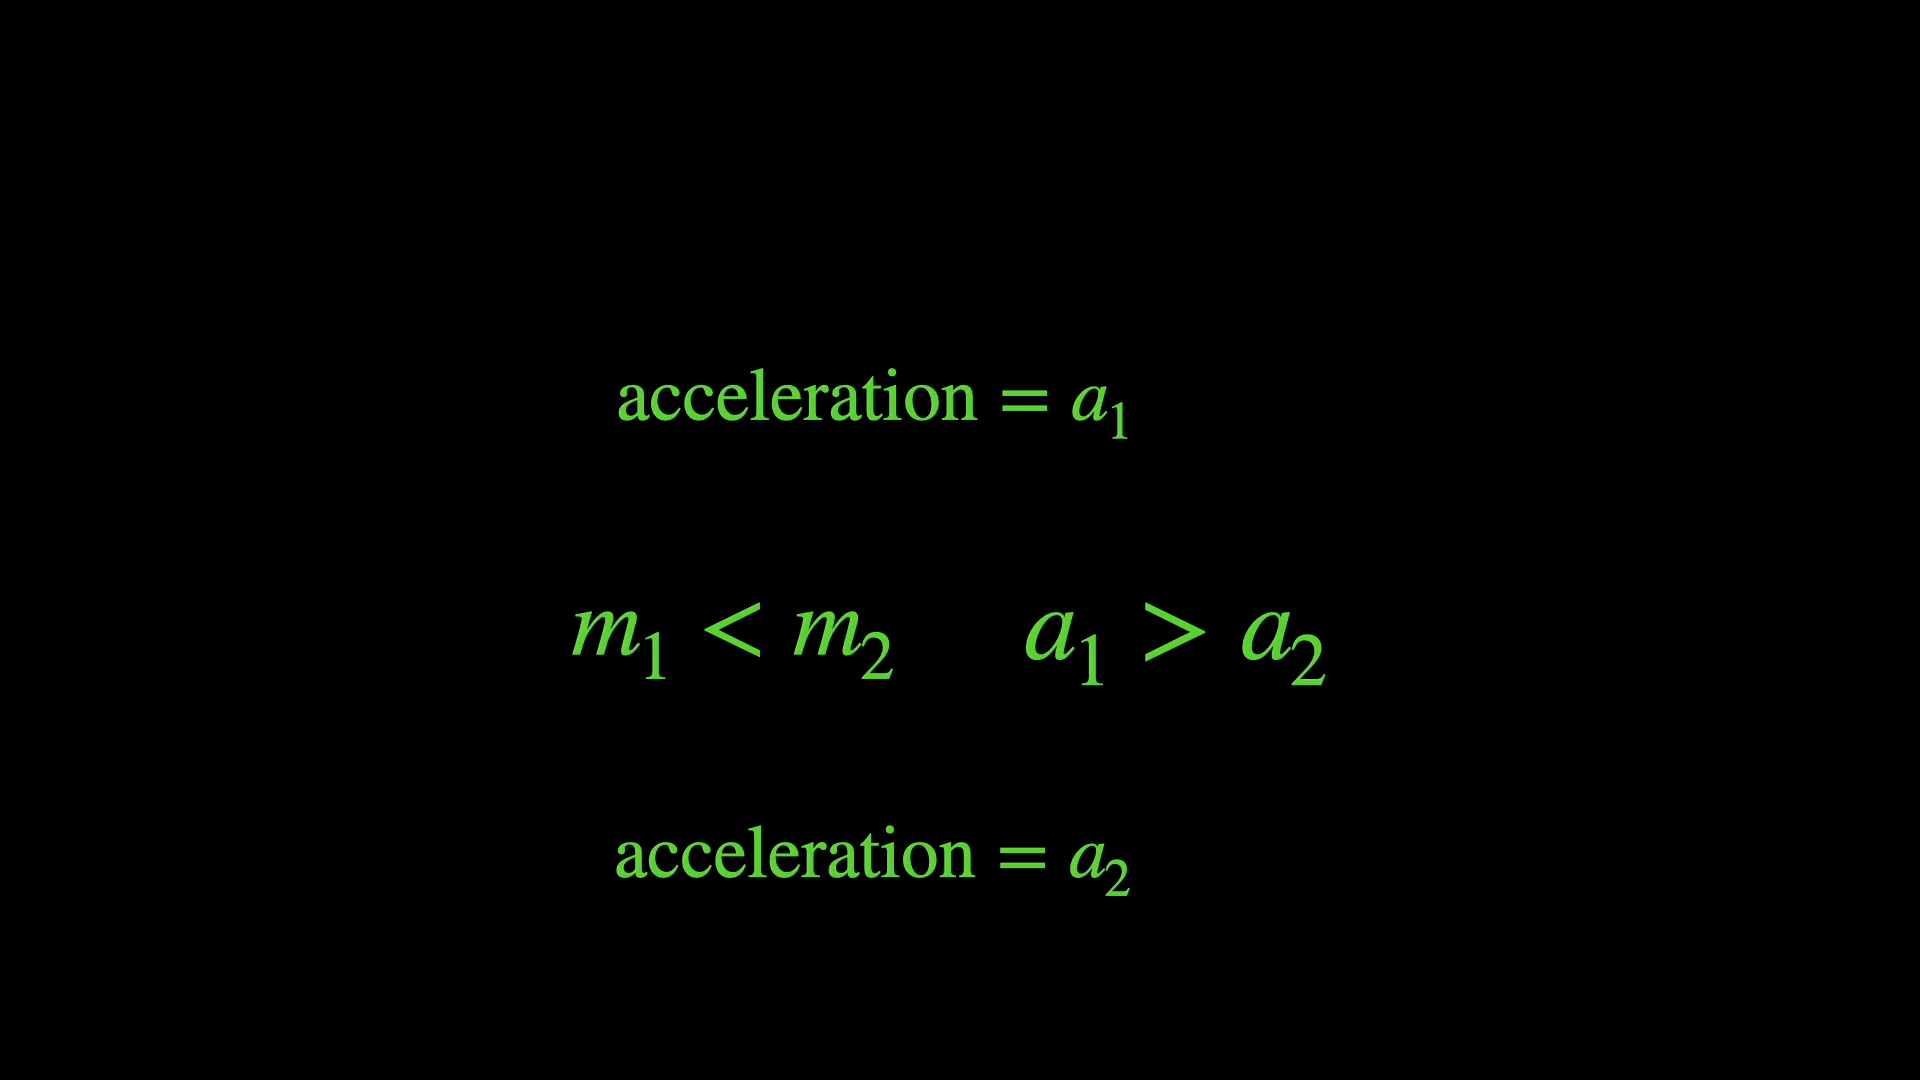 acceleration = a₁
m₁ < m₂ a₁ > a₂
acceleration = a₂